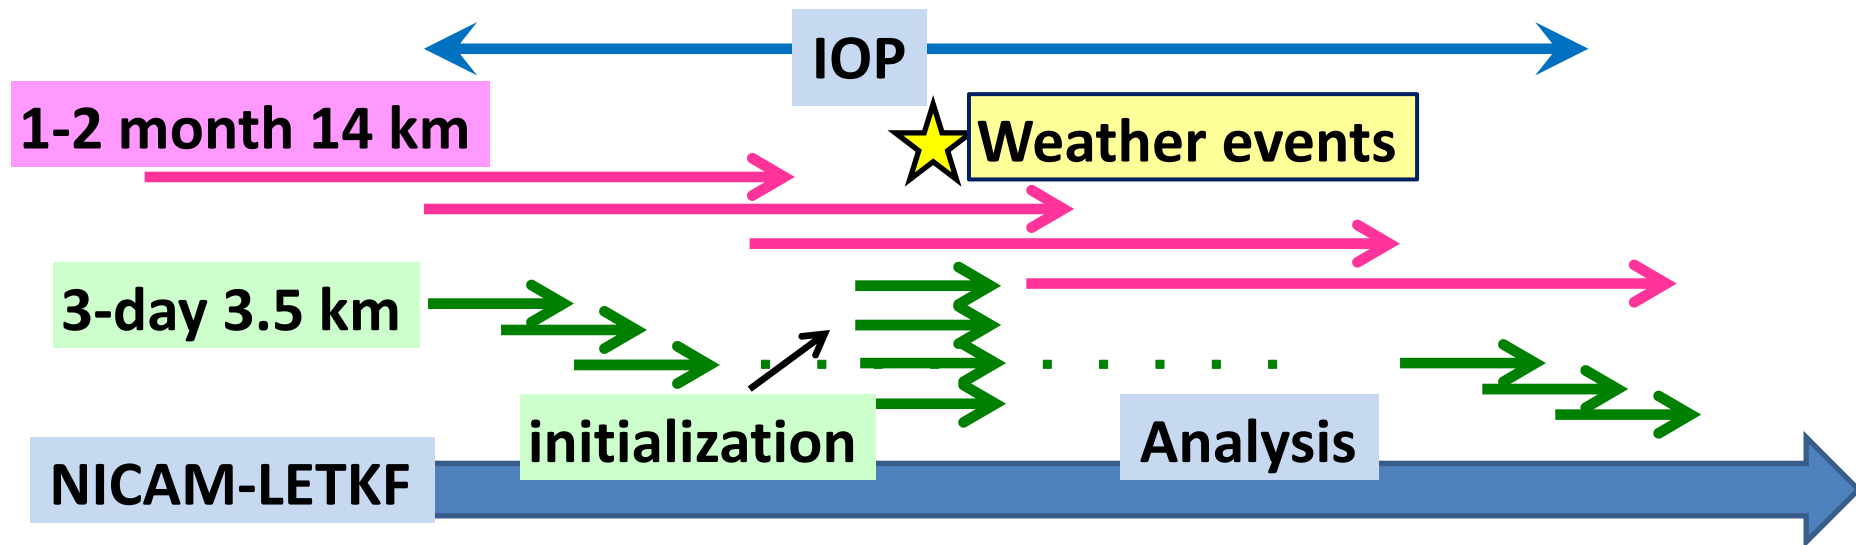 IOP
1-2 month 14 km
Weather events
3-day 3.5 km
initialization
Analysis
NICAM-LETKF